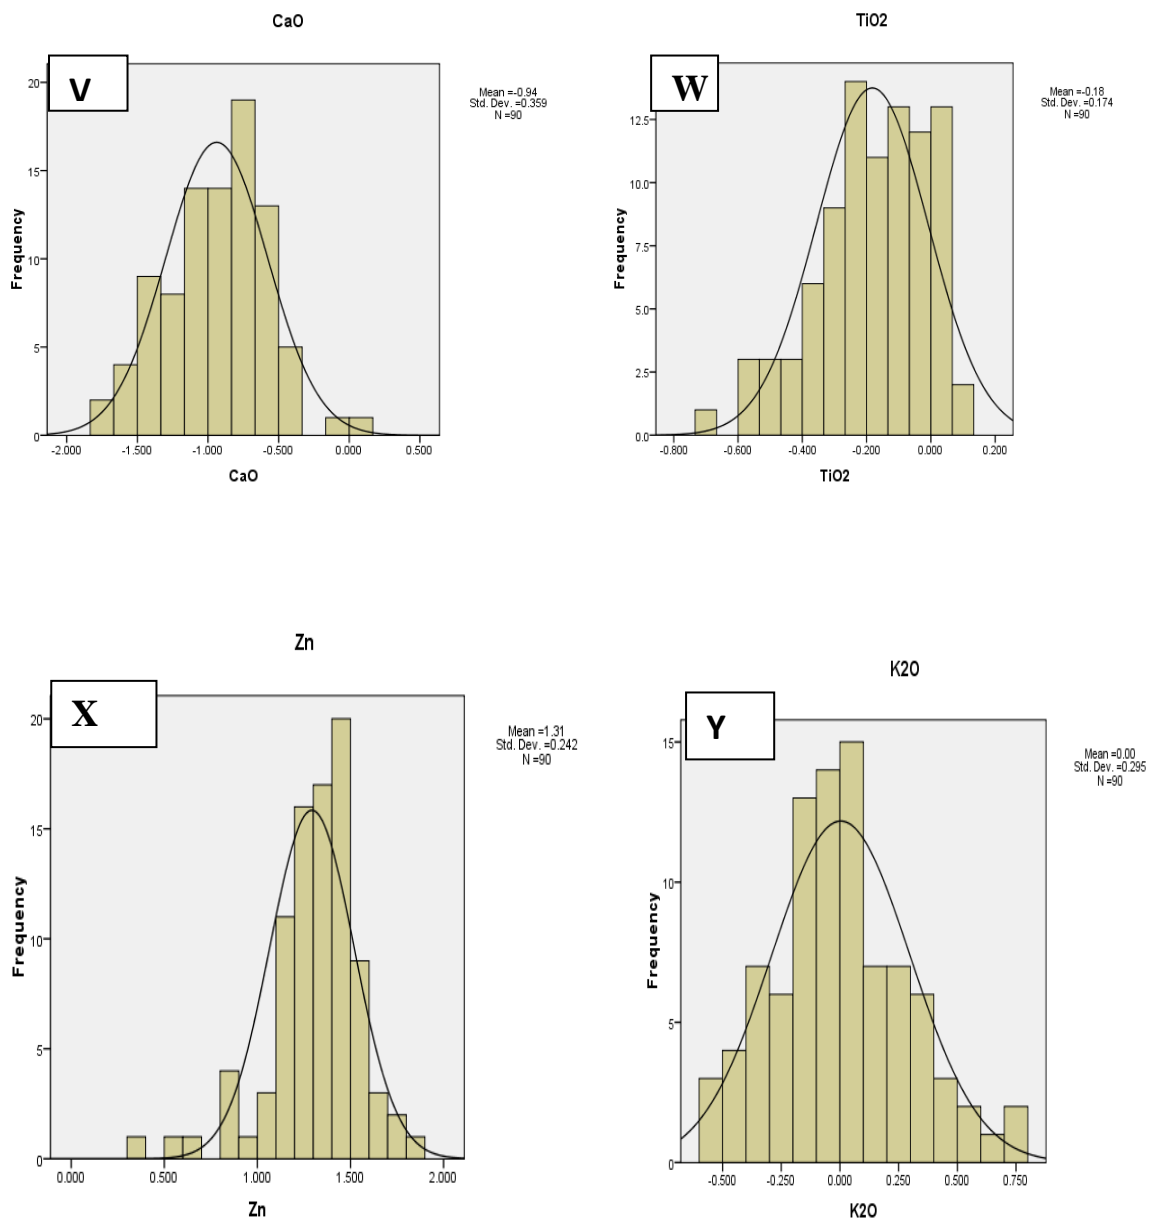 CaO
V
Mean =-0.94
Std. Dev. =0.359
N =90
20
15
10
5
0
Frequency
-2.000 -1.500 -1.000 -0.500 0.000 0.500
CaO
TiO2
W
Mean =-0.18
Std. Dev. =0.174
N =90
12.5
10.0
7.5
5.0
2.5
0.0
Frequency
-0.800 -0.600 -0.400 -0.200 0.000 0.200
TiO2
Zn
X
Mean =1.31
Std. Dev. =0.242
N =90
20
15
10
5
0
Frequency
0.000 0.500 1.000 1.500 2.000
Zn
K2O
Y
Mean =0.00
Std. Dev. =0.295
N =90
15
10
5
0
Frequency
-0.500 -0.250 0.000 0.250 0.500 0.750
K2O